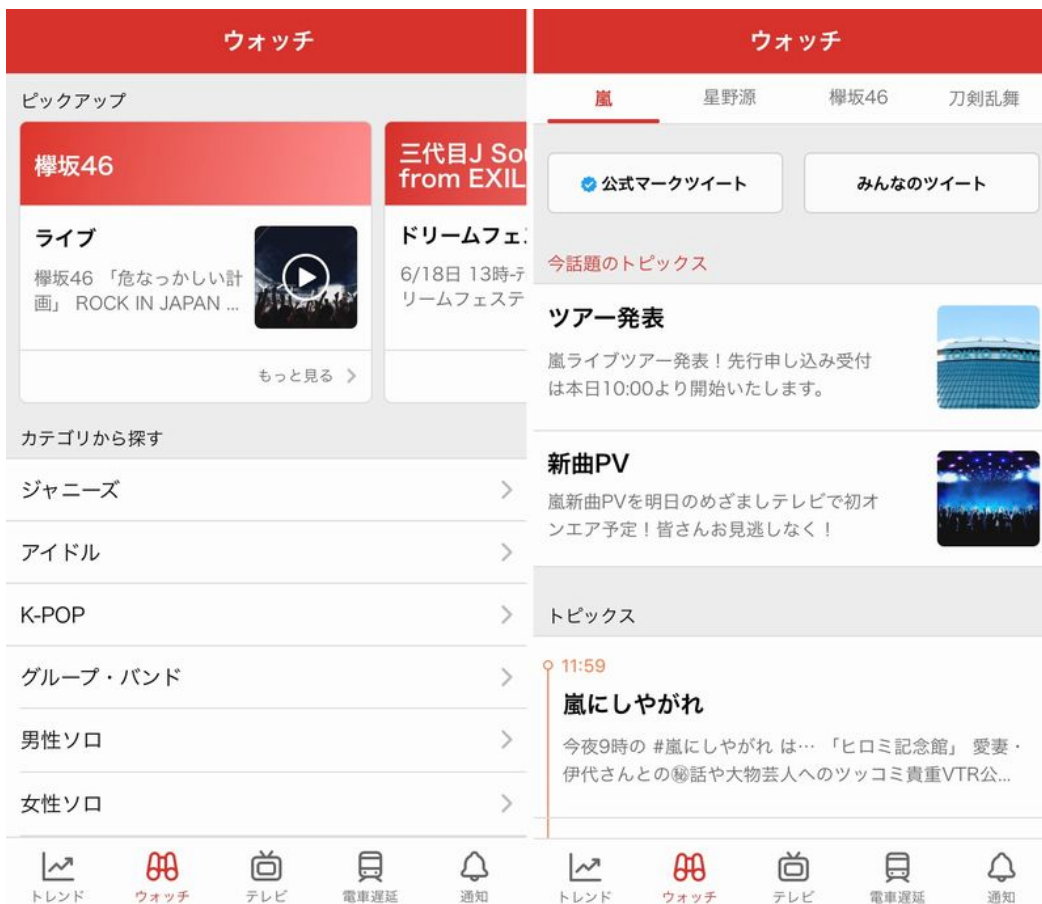 ウォッチ
ピックアップ
欅坂46
ライブ
欅坂46 「危なっかしい計
画」 ROCK IN JAPAN ...
もっと見る
三代目J Sou
from EXIL
ドリームフェ
6/18日 13時-テ
リームフェステ
カテゴリから探す
ジャニーズ
アイドル
K-POP
グループ・バンド
男性ソロ
女性ソロ
トレンド
ウォッチ
テレビ
電車遅延
通知
ウォッチ
嵐
星野源
欅坂46
刀剣乱舞
公式マークツイート
みんなのツイート
今話題のトピックス
ツアー発表
嵐ライブツアー発表！先行申し込み受付
は本日10:00より開始いたします。
新曲PV
嵐新曲PVを明日のめざましテレビで初オ
ンエア予定！皆さんお見逃しなく！
トピックス
11:59
嵐にしやがれ
今夜9時の #嵐にしやがれ は… 「ヒロミ記念館」 愛妻・
伊代さんとの㊙話や大物芸人へのツッコミ貴重VTR公...
トレンド
ウォッチ
テレビ
電車遅延
通知